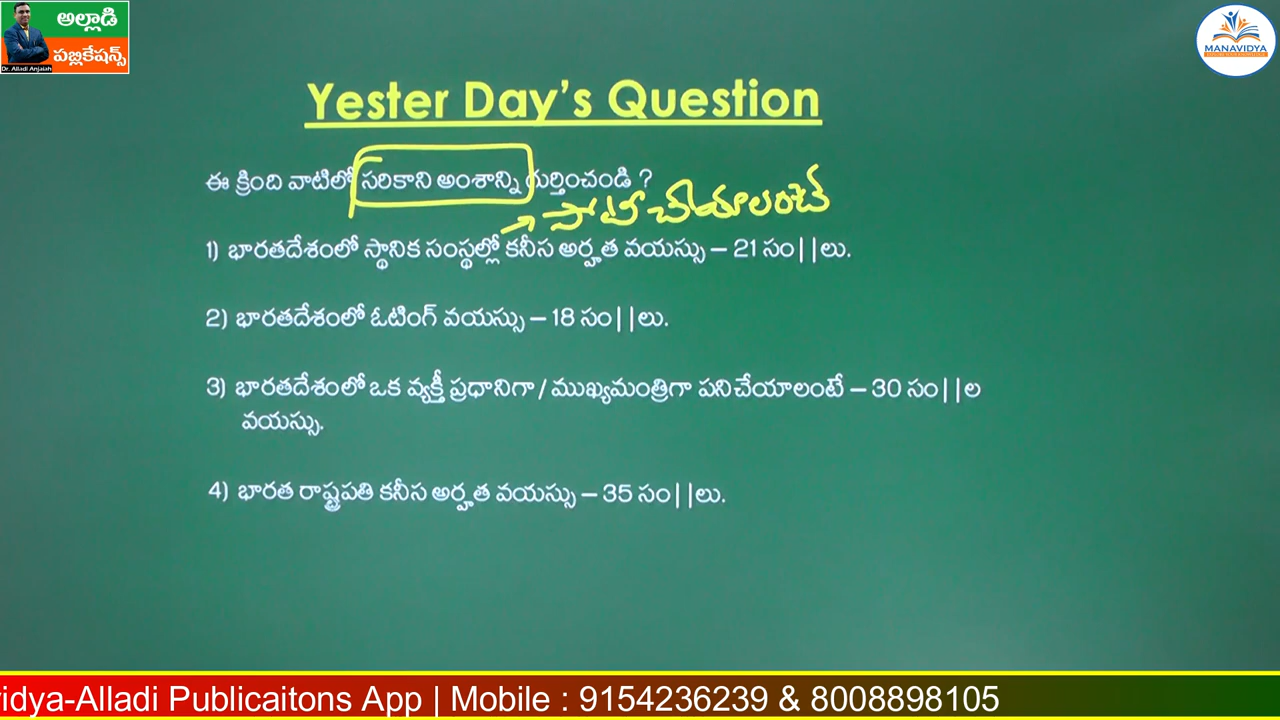 అల్లాడి
పబ్లికేషన్స్
Dr. Alladi Anjaiah
MANAVIDYA
Yester Day's Question
ఈ క్రింది వాటిలో సరికాని అంశాన్ని గుర్తించండి ?
→ పోటీ చేయాలంటే
1) భారతదేశంలో స్థానిక సంస్థల్లో కనీస అర్హత వయస్సు – 21 సం||లు.
2) భారతదేశంలో ఓటింగ్ వయస్సు – 18 సం||లు.
3) భారతదేశంలో ఒక వ్యక్తీ ప్రధానిగా / ముఖ్యమంత్రిగా పనిచేయాలంటే – 30 సం||ల
వయస్సు.
4) భారత రాష్ట్రపతి కనీస అర్హత వయస్సు – 35 సం||లు.
vidya-Alladi Publicaitons App | Mobile : 9154236239 & 8008898105